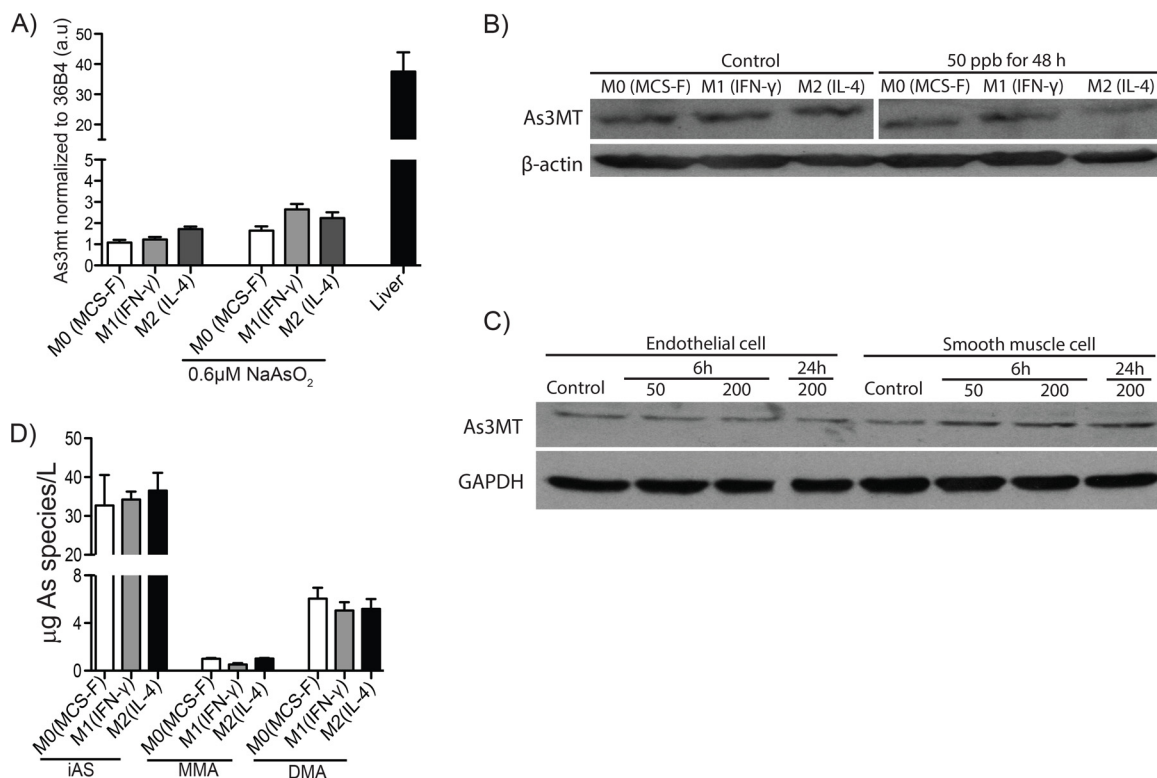 A)
As3mt normalized to 36B4 (a.u)
50
40
30
20
10
5
4
3
2
1
0
M0 (MCS-F)
M1(IFN-γ)
M2 (IL-4)
M0 (MCS-F)
M1(IFN-γ)
M2 (IL-4)
Liver
0.6μM NaAsO₂
B)
Control
50 ppb for 48 h
M0 (MCS-F) M1 (IFN-γ) M2 (IL-4) M0 (MCS-F) M1 (IFN-γ) M2 (IL-4)
As3MT
β-actin
C)
Endothelial cell Smooth muscle cell
6h 24h 6h 24h
Control 50 200 200 Control 50 200 200
As3MT
GAPDH
D)
μg As species/L
50
40
30
20
8
4
0
M0(MCS-F)
M1(IFN-γ)
M2(IL-4)
M0(MCS-F)
M1(IFN-γ)
M2(IL-4)
M0(MCS-F)
M1(IFN-γ)
M2(IL-4)
iAS MMA DMA